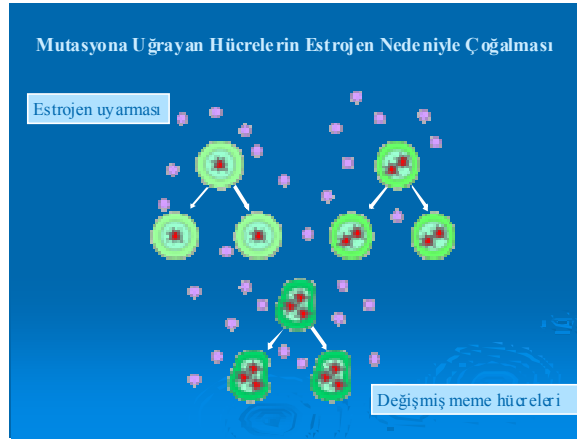 Mutasyona Uğrayan Hücrelerin Estrojen Nedeniyle Çoğalması
Estrojen uyarması
Değişmiş meme hücreleri